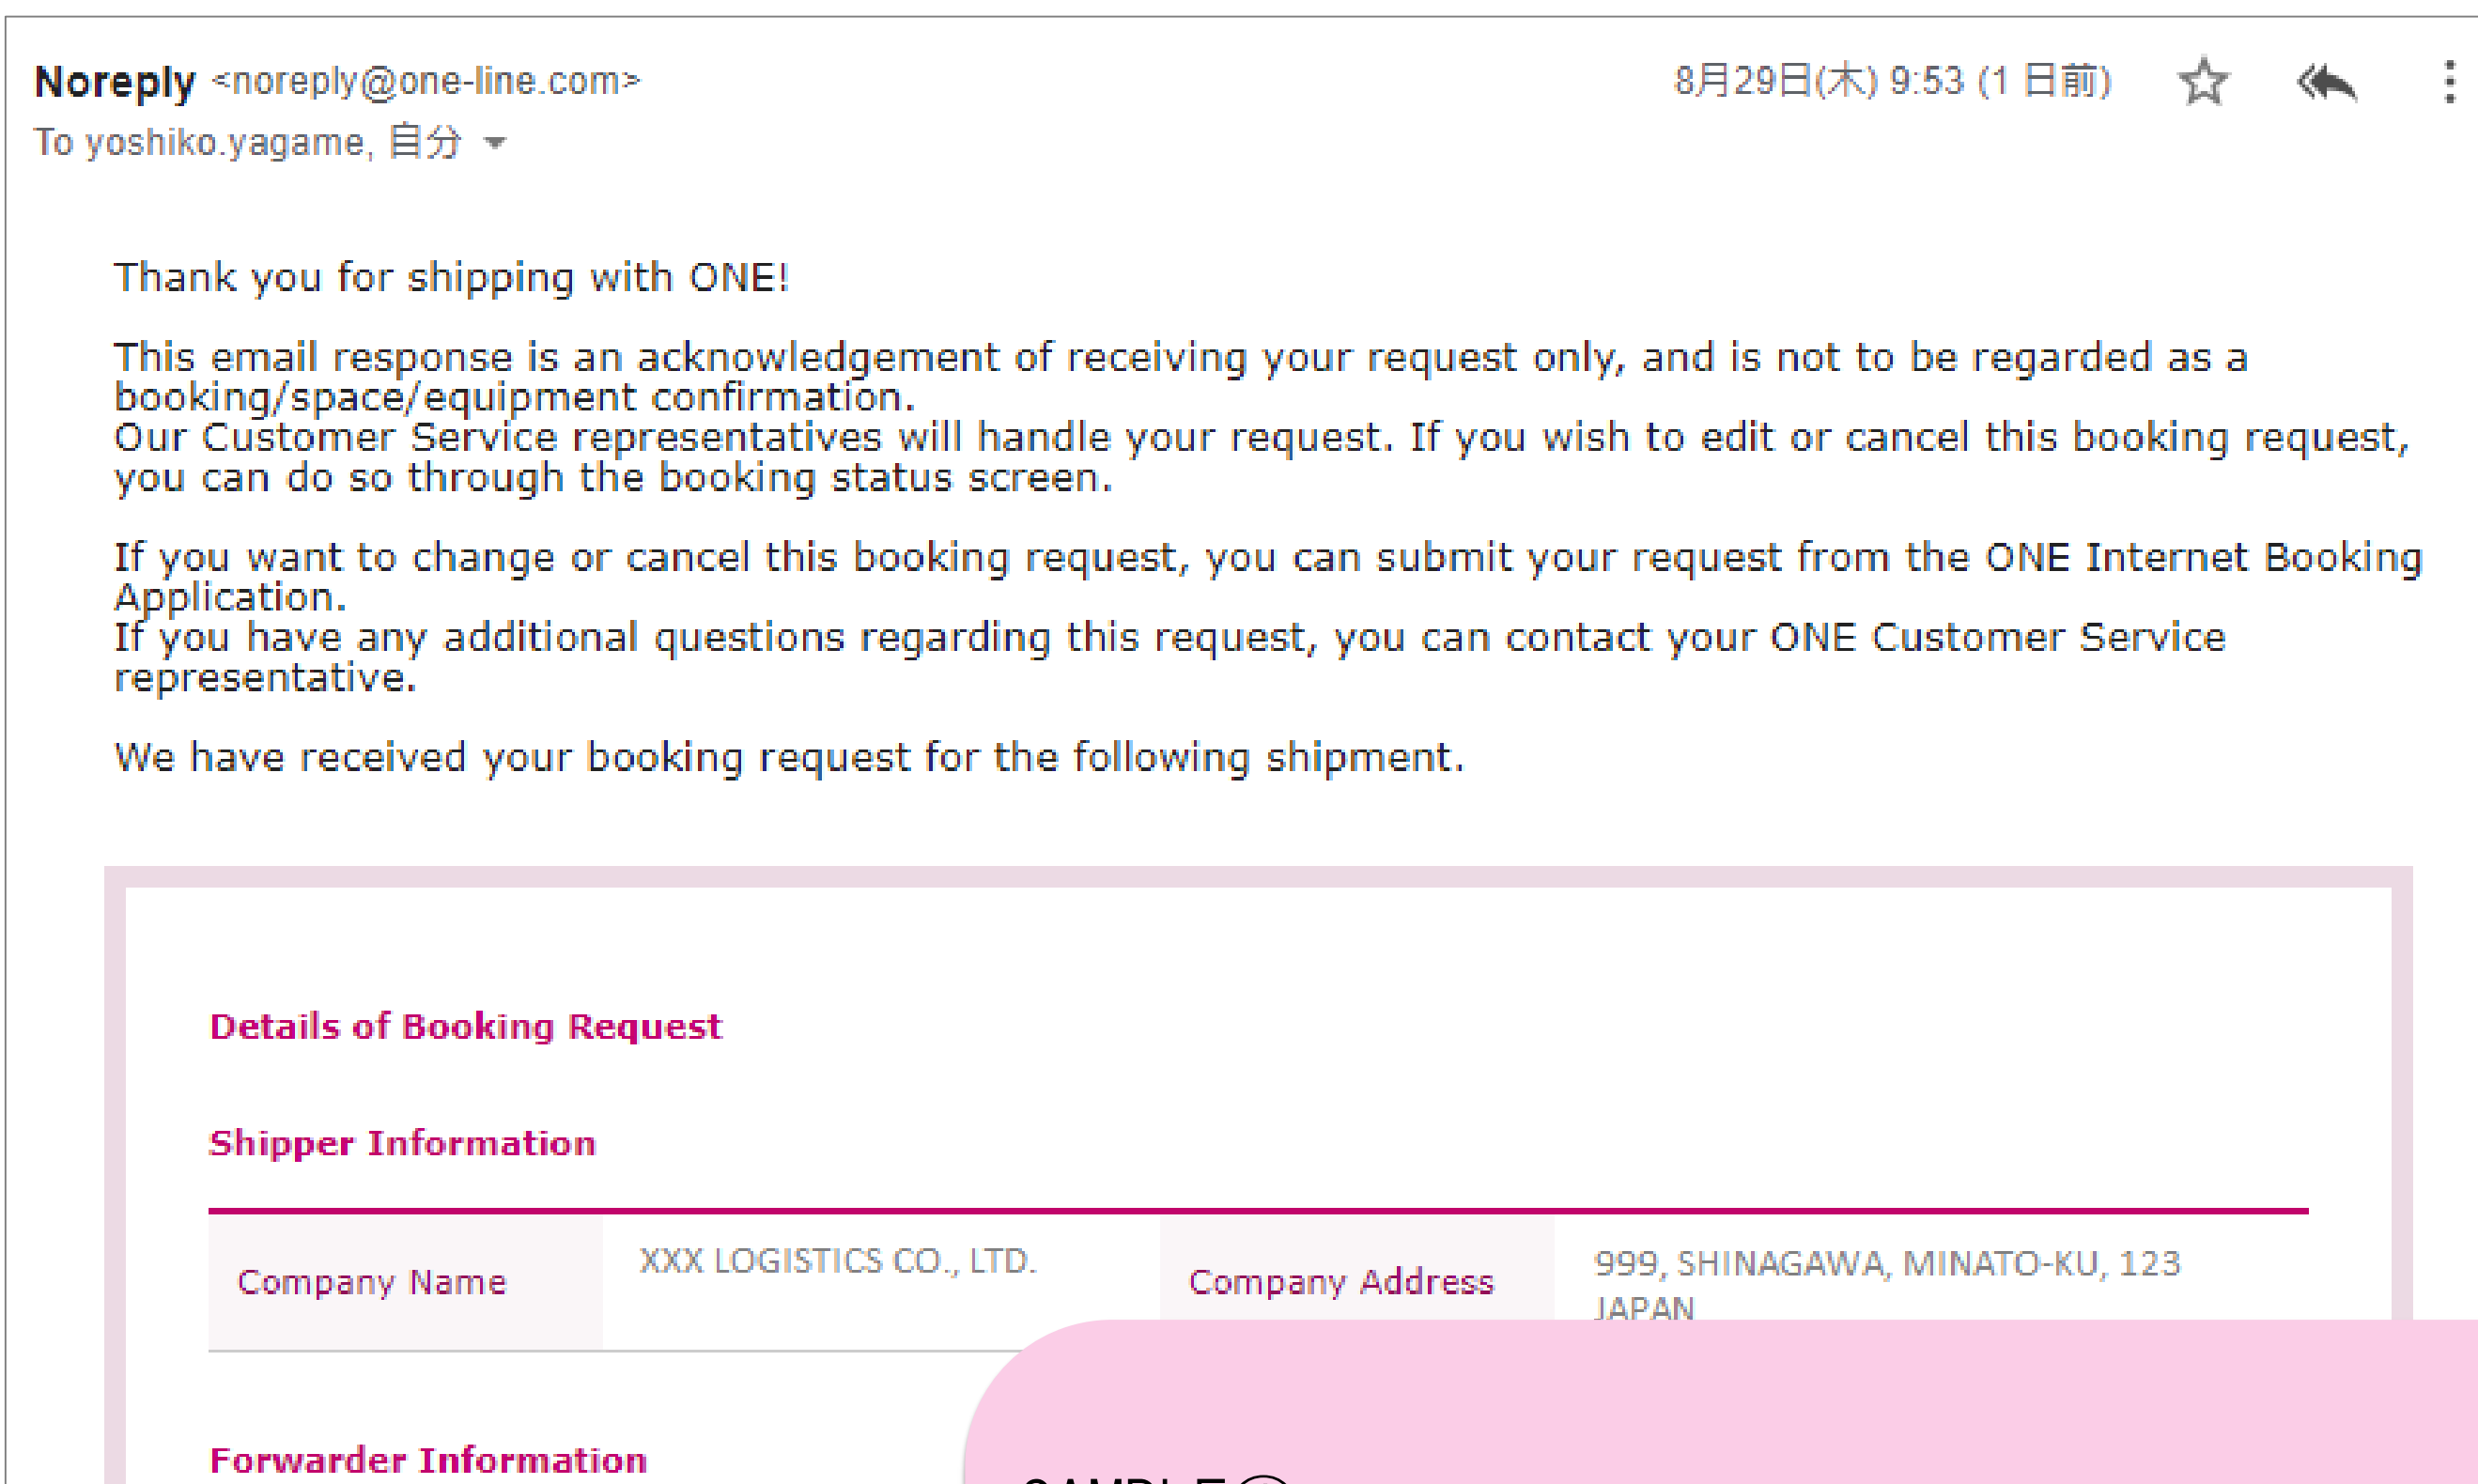 Noreply <noreply@one-line.com>
8月29日(木) 9:53 (1 日前)
To yoshiko.yagame, 自分
Thank you for shipping with ONE!
This email response is an acknowledgement of receiving your request only, and is not to be regarded as a
booking/space/equipment confirmation.
Our Customer Service representatives will handle your request. If you wish to edit or cancel this booking request,
you can do so through the booking status screen.
If you want to change or cancel this booking request, you can submit your request from the ONE Internet Booking
Application.
If you have any additional questions regarding this request, you can contact your ONE Customer Service
representative.
We have received your booking request for the following shipment.
Details of Booking Request
Shipper Information
Company Name
XXX LOGISTICS CO., LTD.
Company Address
999, SHINAGAWA, MINATO-KU, 123
JAPAN
Forwarder Information
SAMPLE